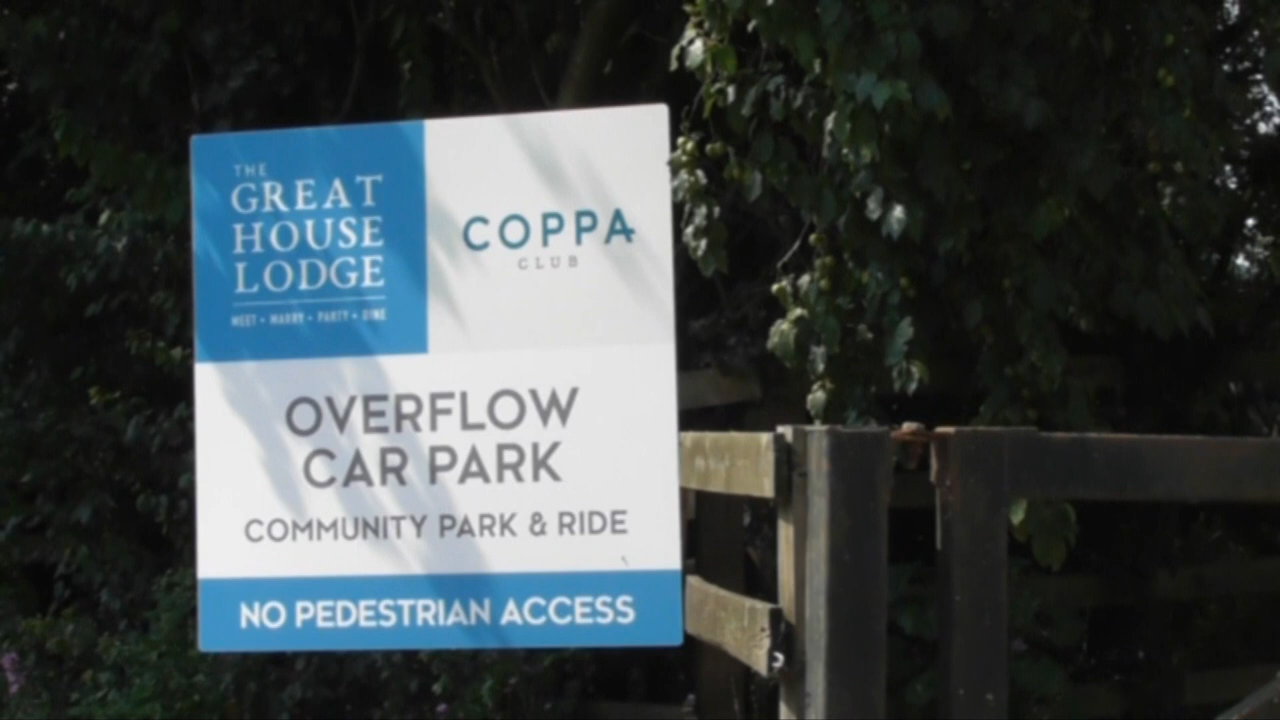 THE
GREAT
HOUSE
LODGE
MEET • MARRY • PARTY • DINE
COPPA
CLUB
OVERFLOW
CAR PARK
COMMUNITY PARK & RIDE
NO PEDESTRIAN ACCESS